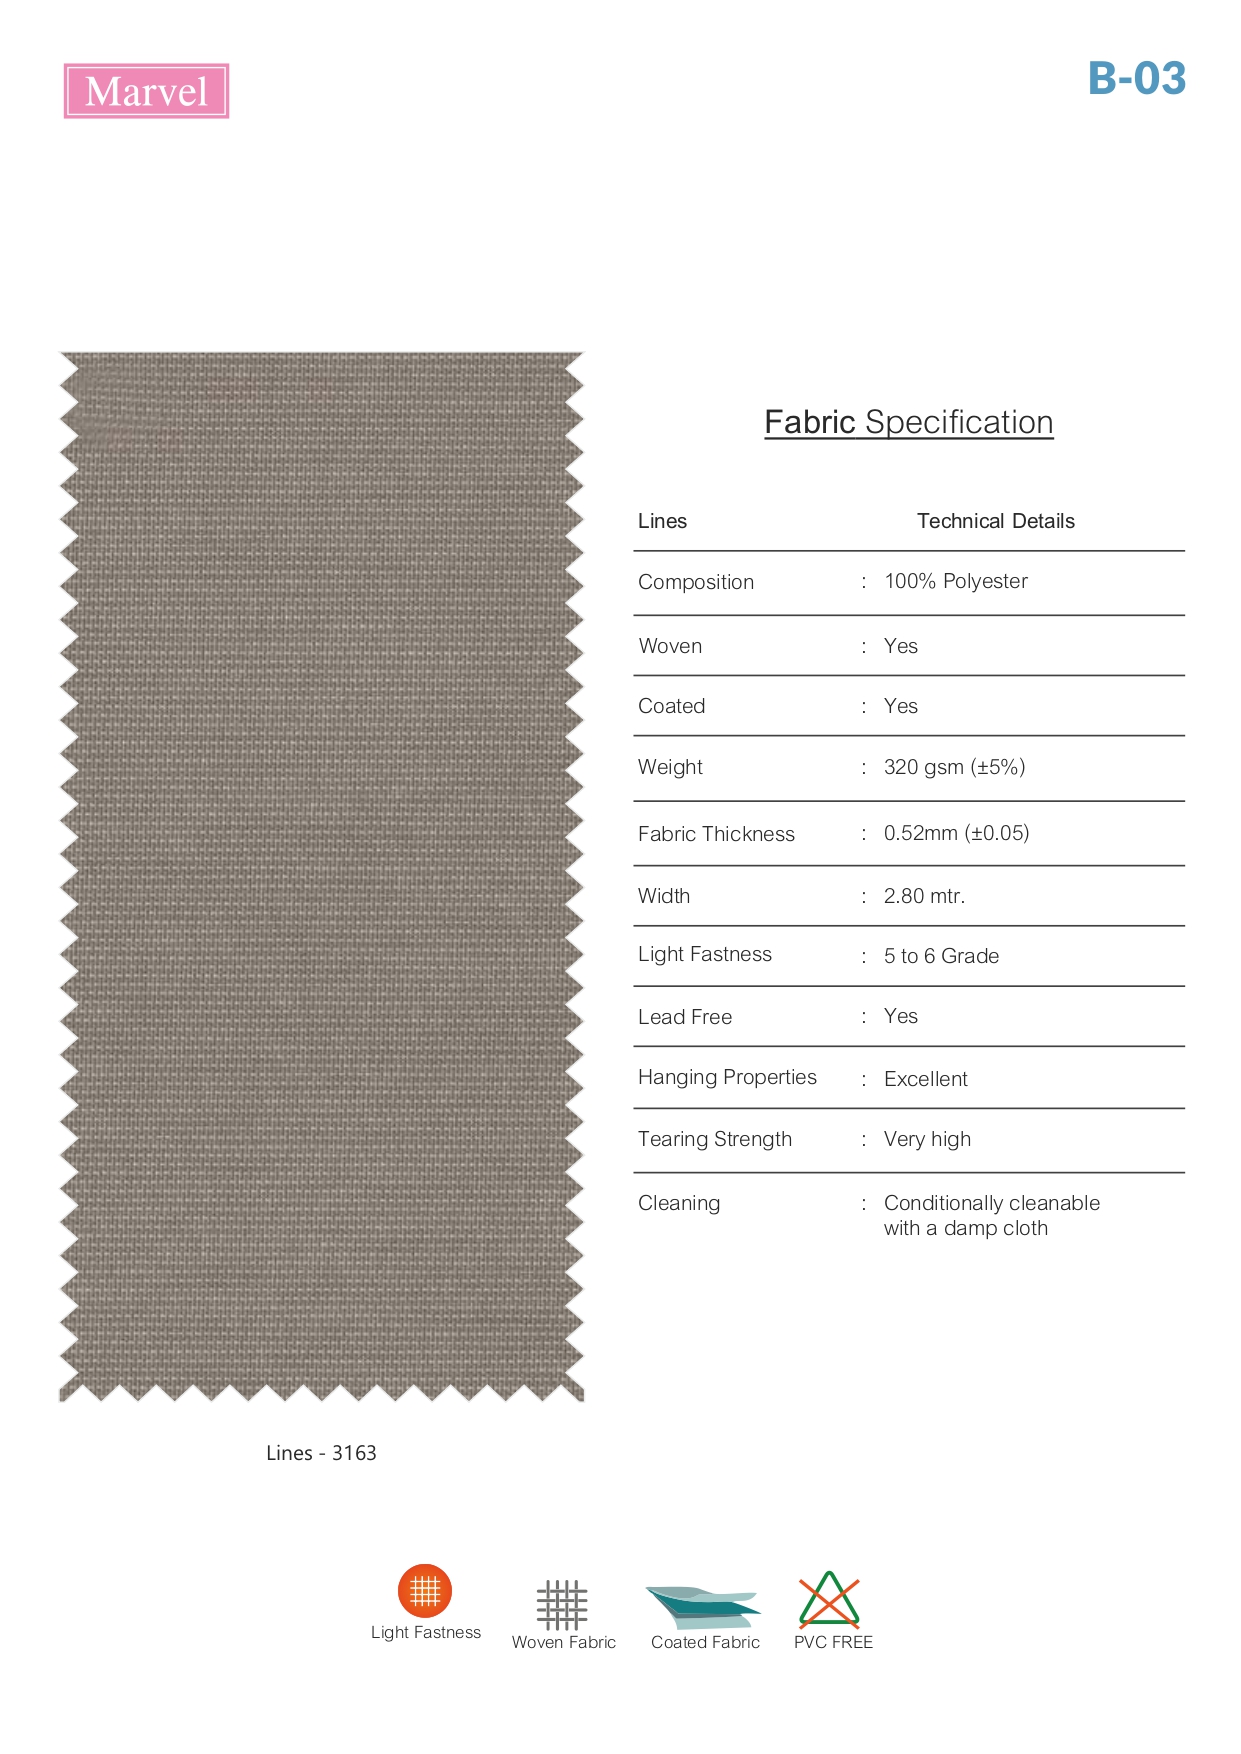 Marvel
B-03
Fabric Specification
Lines Technical Details
Composition : 100% Polyester
Woven : Yes
Coated : Yes
Weight : 320 gsm (±5%)
Fabric Thickness : 0.52mm (±0.05)
Width : 2.80 mtr.
Light Fastness : 5 to 6 Grade
Lead Free : Yes
Hanging Properties : Excellent
Tearing Strength : Very high
Cleaning : Conditionally cleanable
with a damp cloth
Lines - 3163
Light Fastness
Woven Fabric
Coated Fabric
PVC FREE